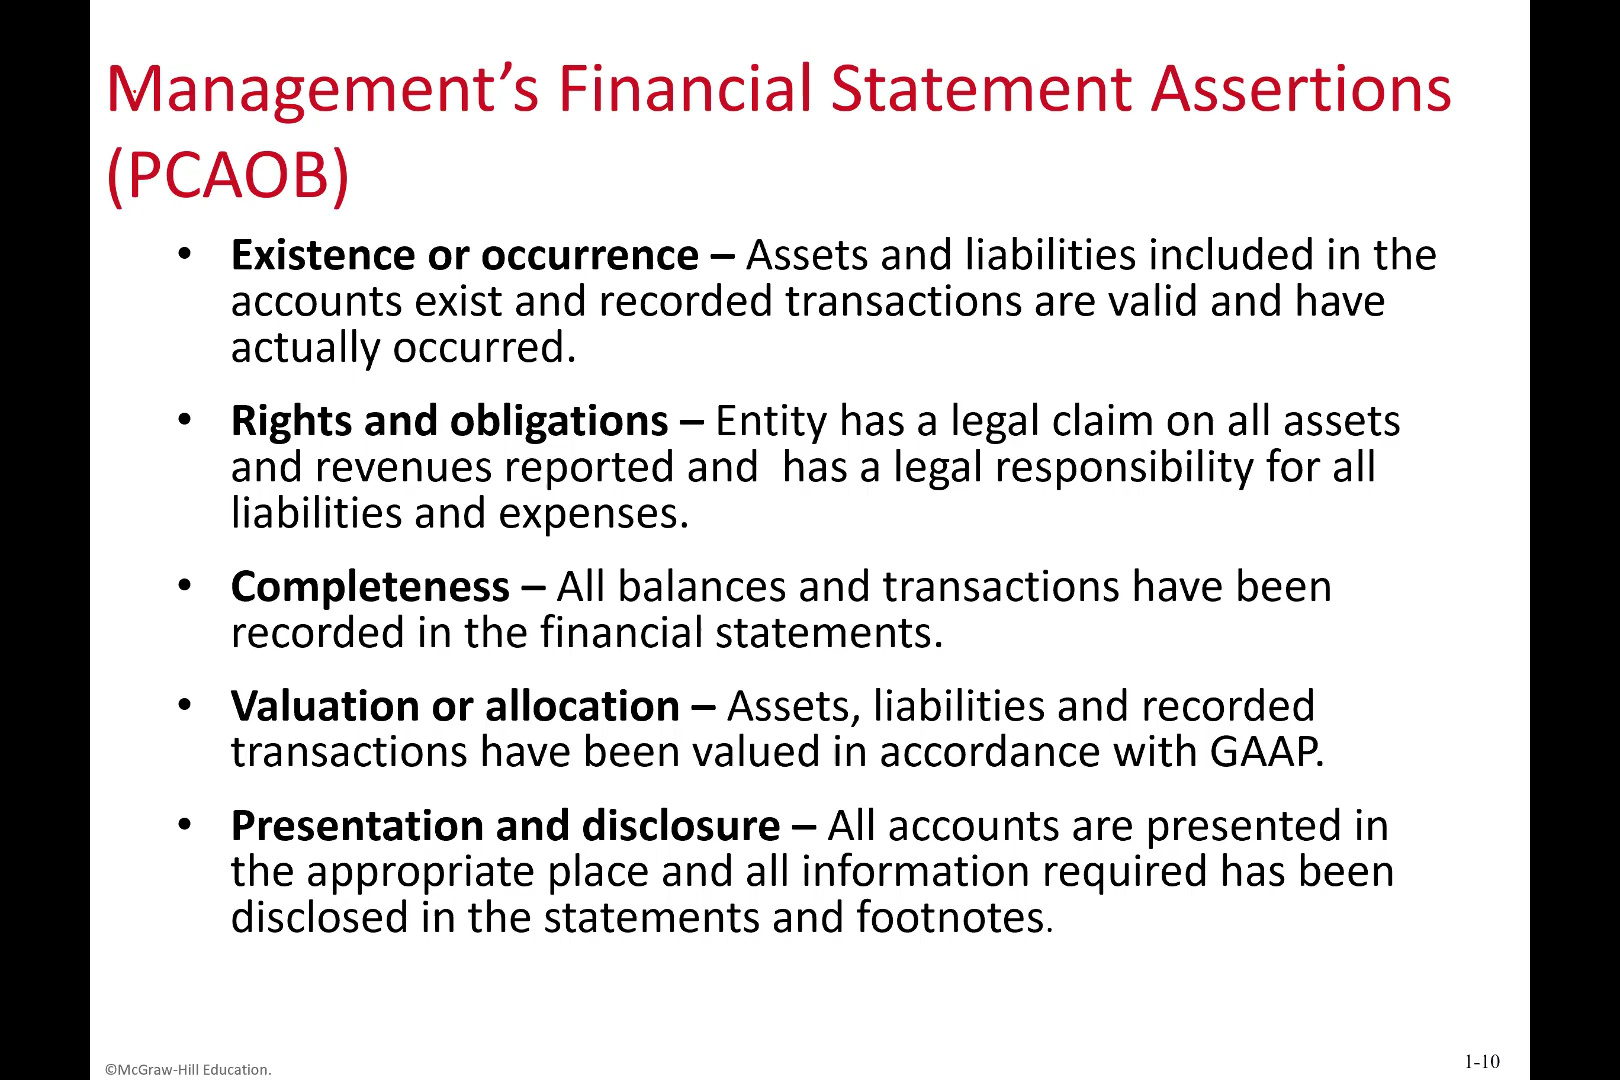 Management’s Financial Statement Assertions
(PCAOB)
• Existence or occurrence – Assets and liabilities included in the
accounts exist and recorded transactions are valid and have
actually occurred.
• Rights and obligations – Entity has a legal claim on all assets
and revenues reported and  has a legal responsibility for all
liabilities and expenses.
• Completeness – All balances and transactions have been
recorded in the financial statements.
• Valuation or allocation – Assets, liabilities and recorded
transactions have been valued in accordance with GAAP.
• Presentation and disclosure – All accounts are presented in
the appropriate place and all information required has been
disclosed in the statements and footnotes.
©McGraw-Hill Education.
1-10